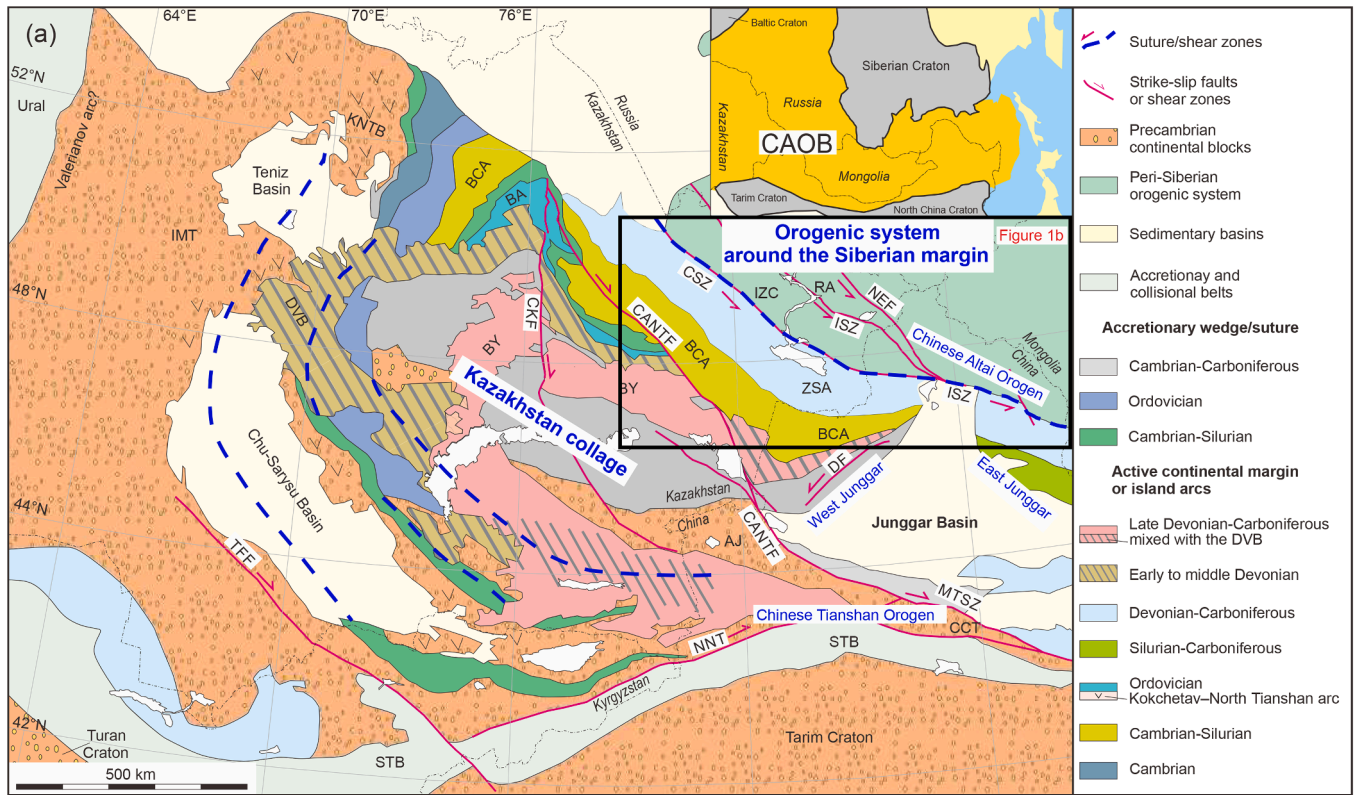 (a)
64°E
70°E
76°E
52°N
48°N
44°N
42°N
Ural
Valerianov arc?
KNTB
Teniz
Basin
IMT
BCA
BA
Russia
Kazakhstan
DVB
BY
CKF
CANTF
BCA
BY
Kazakhstan collage
Chu-Sarysu Basin
TFF
Turan
Craton
STB
500 km
Kyrgyzstan
NNT
Chinese Tianshan Orogen
STB
CCT
MTSZ
Tarim Craton
Kazakhstan
China
AJ
CANTF
West Junggar
DF
BCA
Junggar Basin
East Junggar
Baltic Craton
Siberian Craton
Russia
Kazakhstan
CAOB
Mongolia
Tarim Craton
North China Craton
Orogenic system
around the Siberian margin
Figure 1b
CSZ
IZC
RA
NEF
ISZ
Chinese Altai Orogen
Mongolia
China
ZSA
ISZ
Suture/shear zones
Strike-slip faults
or shear zones
Precambrian
continental blocks
Peri-Siberian
orogenic system
Sedimentary basins
Accretionay and
collisional belts
Accretionary wedge/suture
Cambrian-Carboniferous
Ordovician
Cambrian-Silurian
Active continental margin
or island arcs
Late Devonian-Carboniferous
mixed with the DVB
Early to middle Devonian
Devonian-Carboniferous
Silurian-Carboniferous
Ordovician
Kokchetav–North Tianshan arc
Cambrian-Silurian
Cambrian